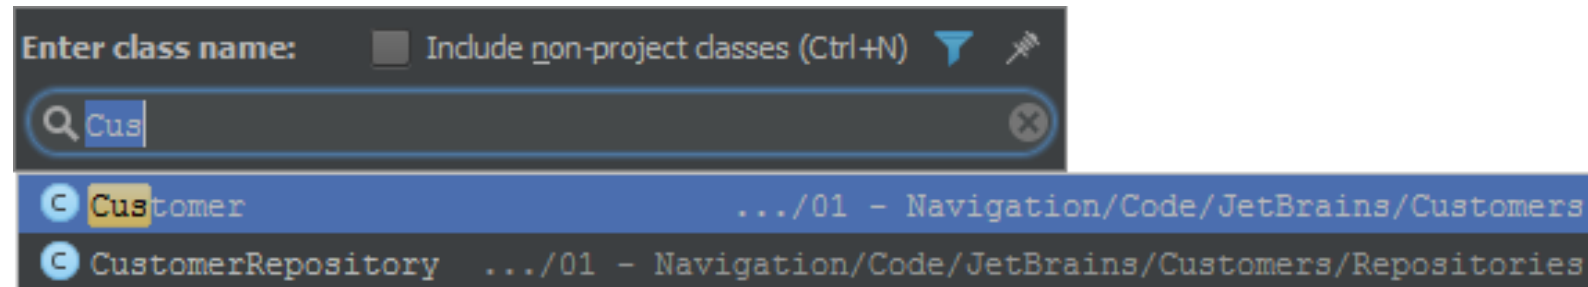 Enter class name: Include non-project classes (Ctrl+N)
Cus
C Customer .../01 - Navigation/Code/JetBrains/Customers
C CustomerRepository .../01 - Navigation/Code/JetBrains/Customers/Repositories